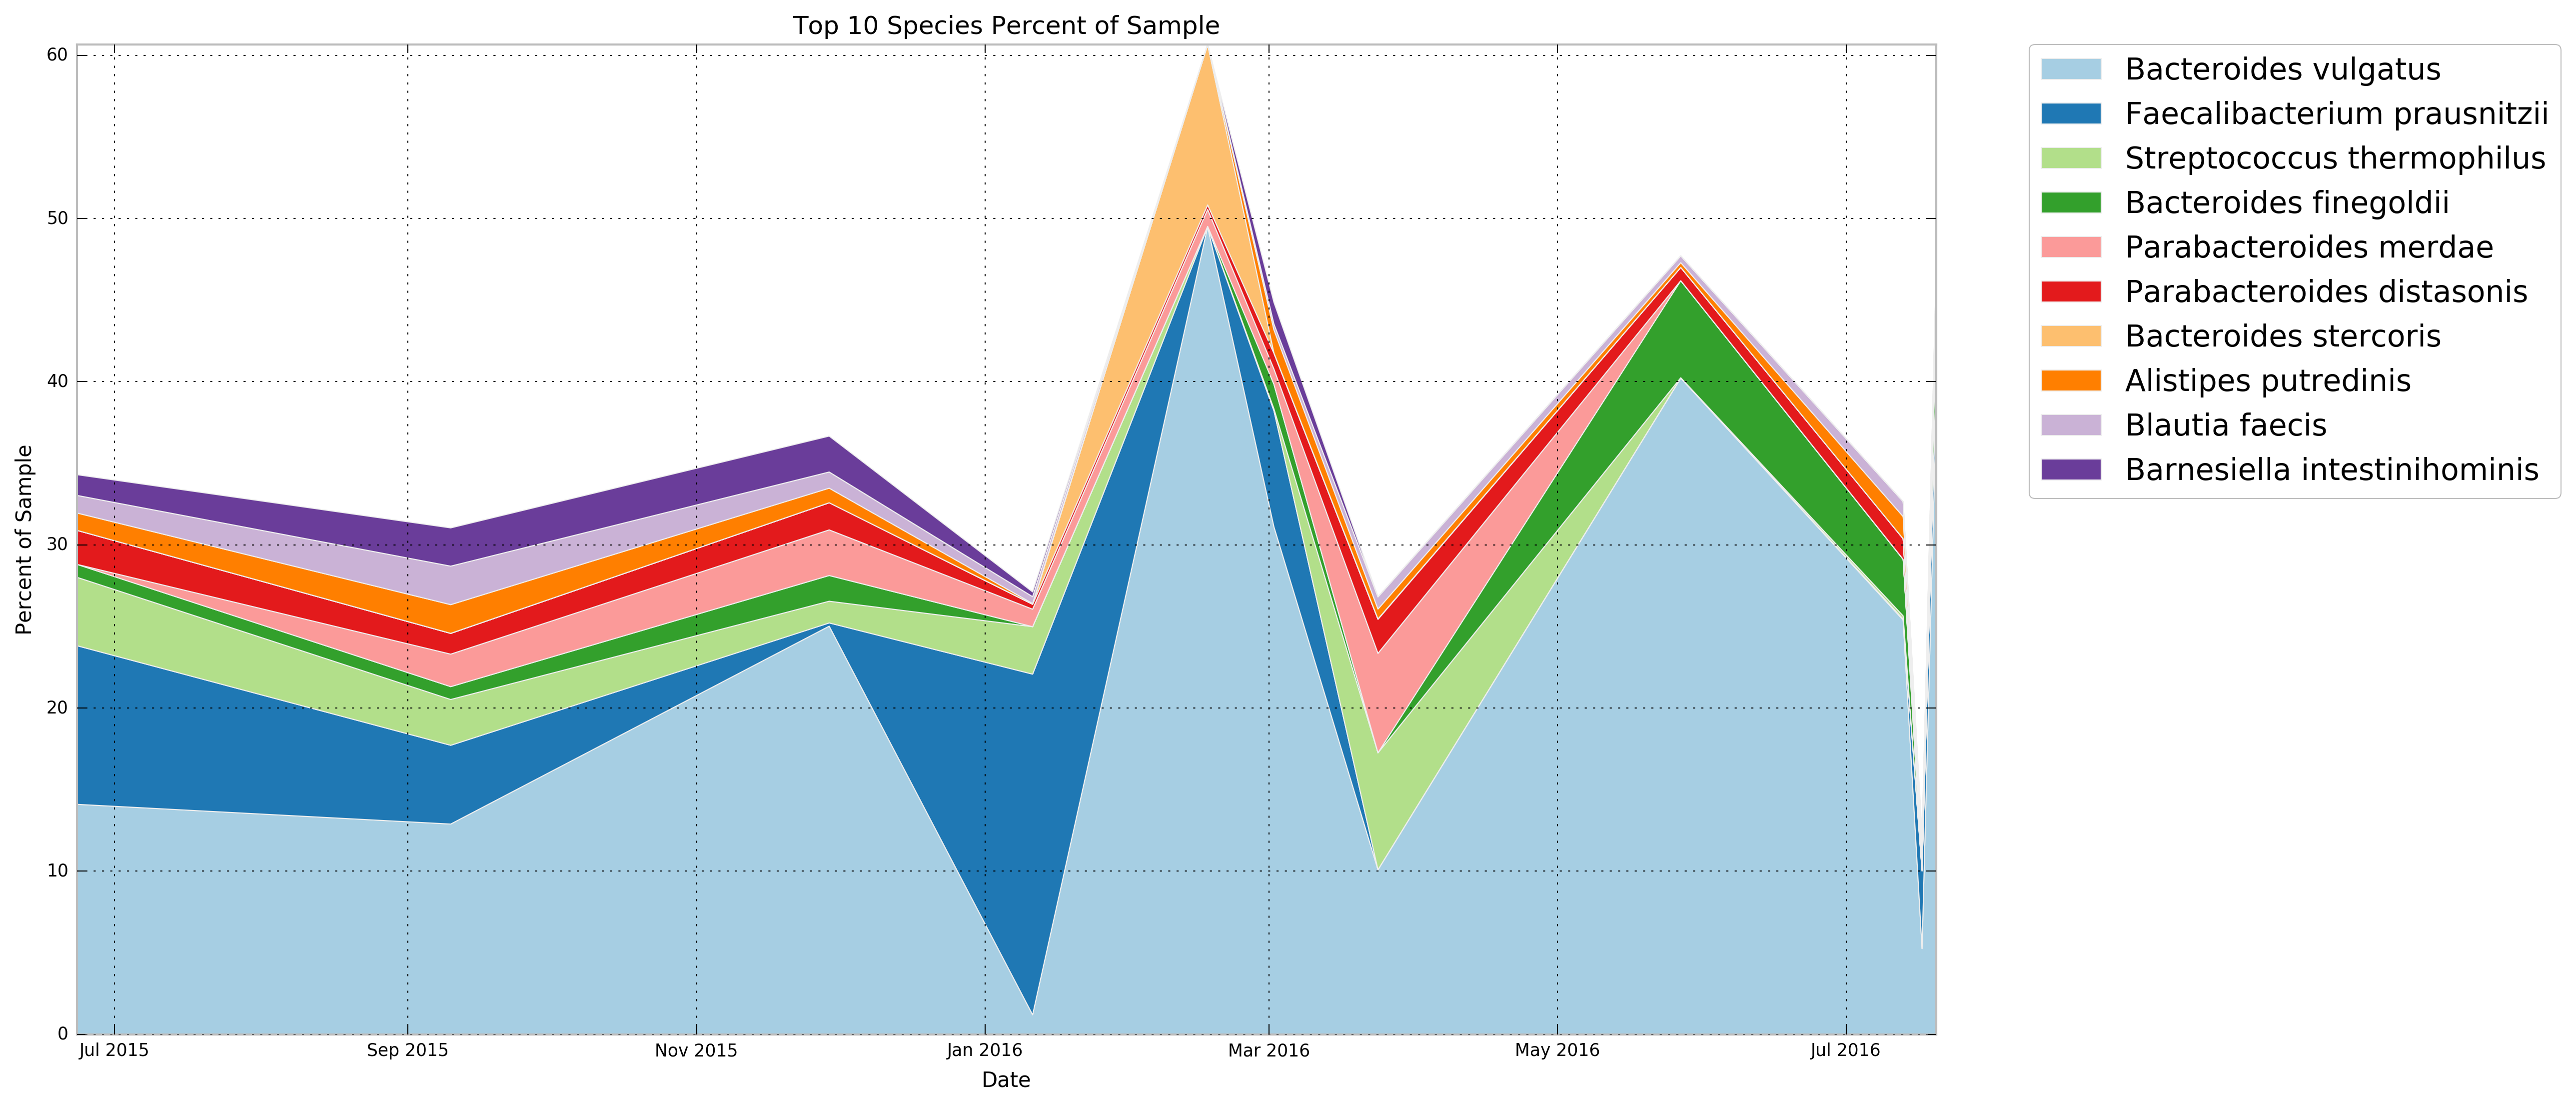 Top 10 Species Percent of Sample
60
50
40
30
20
10
0
Percent of Sample
Jul 2015
Sep 2015
Nov 2015
Jan 2016
Mar 2016
May 2016
Jul 2016
Date
Bacteroides vulgatus
Faecalibacterium prausnitzii
Streptococcus thermophilus
Bacteroides finegoldii
Parabacteroides merdae
Parabacteroides distasonis
Bacteroides stercoris
Alistipes putredinis
Blautia faecis
Barnesiella intestinihominis